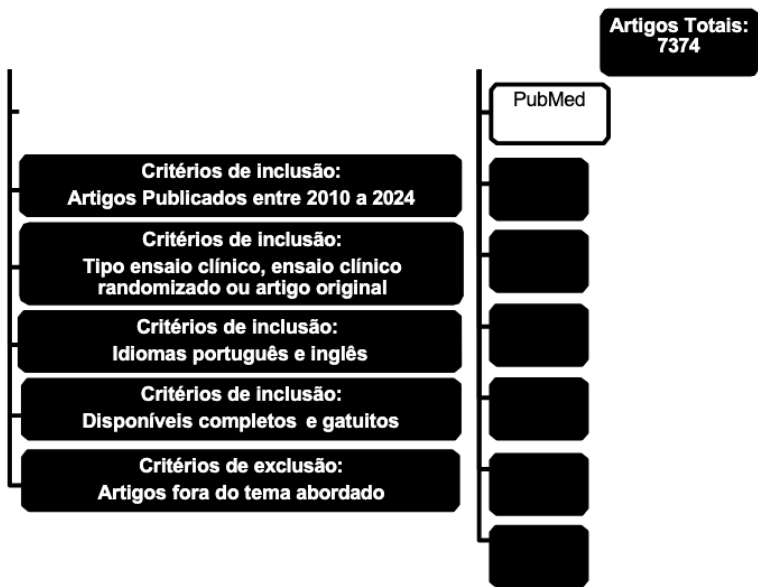 Artigos Totais:
7374
PubMed
Critérios de inclusão:
Artigos Publicados entre 2010 a 2024
Critérios de inclusão:
Tipo ensaio clínico, ensaio clínico
randomizado ou artigo original
Critérios de inclusão:
Idiomas português e inglês
Critérios de inclusão:
Disponíveis completos e gatuitos
Critérios de exclusão:
Artigos fora do tema abordado